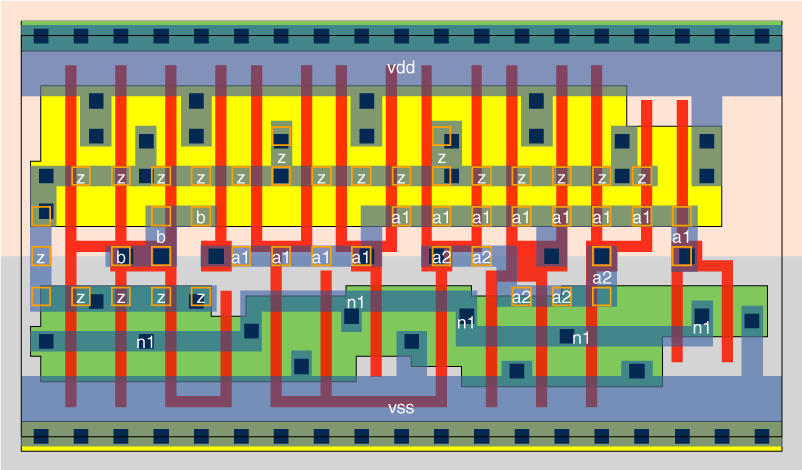 vdd
z
z z z z z z z z z z z z z
b a1 a1 a1 a1 a1 a1 a1
b a1
z b a1 a1 a1 a1 a2 a2
a2
z z z z a2 a2
n1 n1 n1
n1 n1
vss